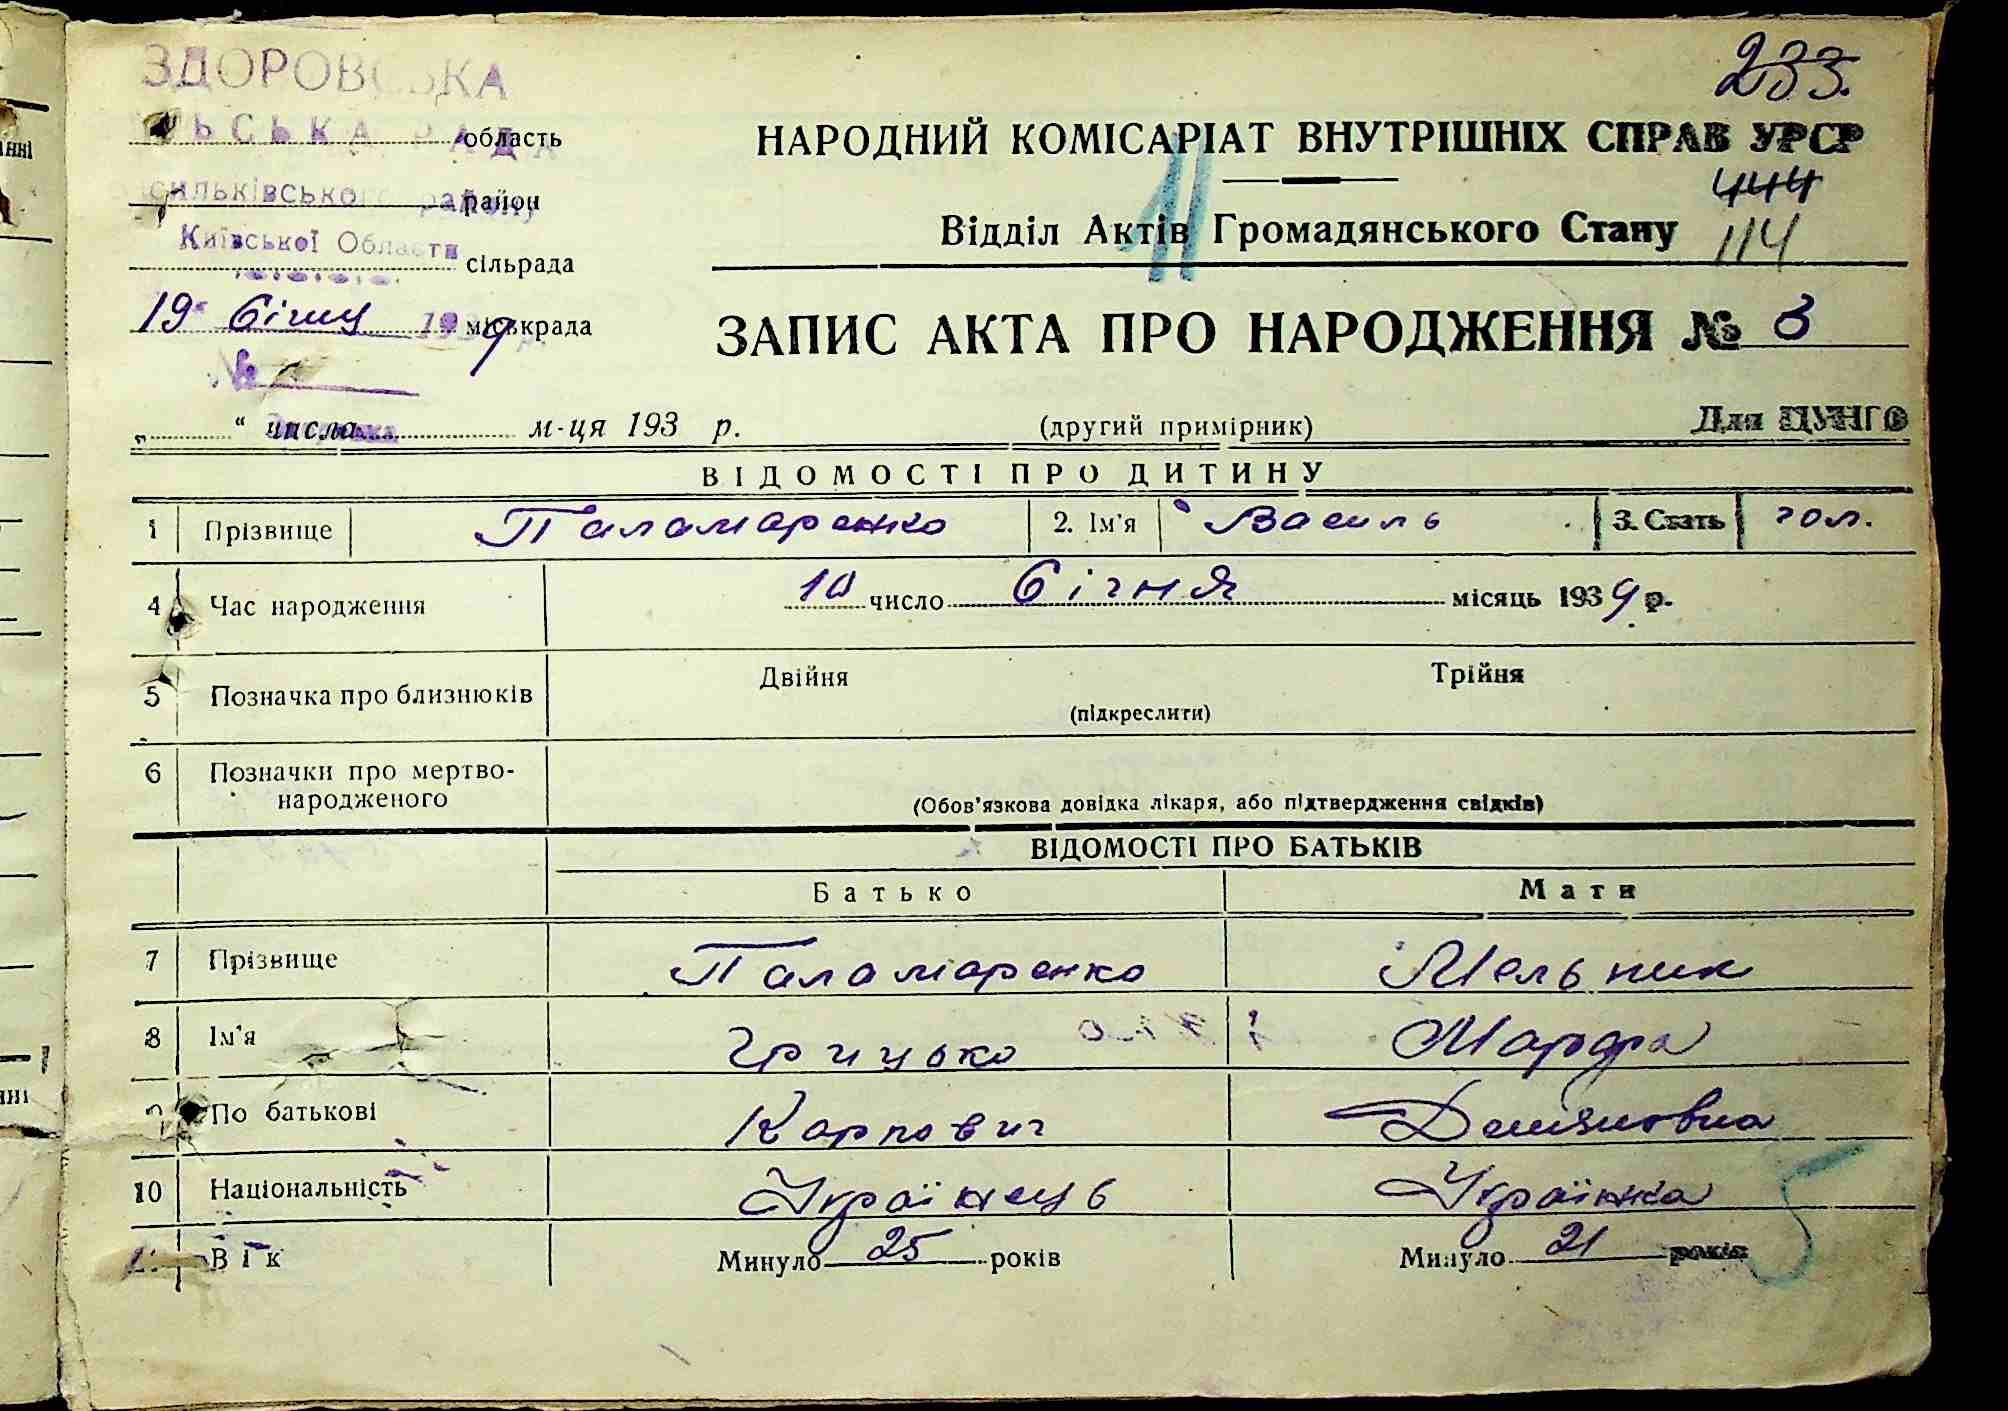 ЗДОРОВСЬКА
233.
СІЛЬСЬКА РАДА
область
НАРОДНИЙ КОМІСАРІАТ ВНУТРІШНІХ СПРАВ УРСР
11
444
Васильківського району
район
Відділ Актів Громадянського Стану
114
Київської Області
сільрада
19 Січня 1939 р.
міськрада
ЗАПИС АКТА ПРО НАРОДЖЕННЯ № 3
№
„ “ числа м-ця 193 р. (другий примірник) Для ЦУНГО
ВІДОМОСТІ ПРО ДИТИНУ
1 Прізвище Паламаренко 2. Ім'я Василь 3. Стать чол.
4 Час народження 10 число Січня місяць 1939 р.
5 Позначка про близнюків Двійня Трійня
(підкреслити)
6 Позначки про мертво-
народженого (Обов'язкова довідка лікаря, або підтвердження свідків)
ВІДОМОСТІ ПРО БАТЬКІВ
Батько Мати
7 Прізвище Паламаренко Мельник
8 Ім'я Грицько Марфа
9 По батькові Карпович Демяновна
10 Національність Українець Українка
5
Вік Минуло 25 років Минуло 21 років